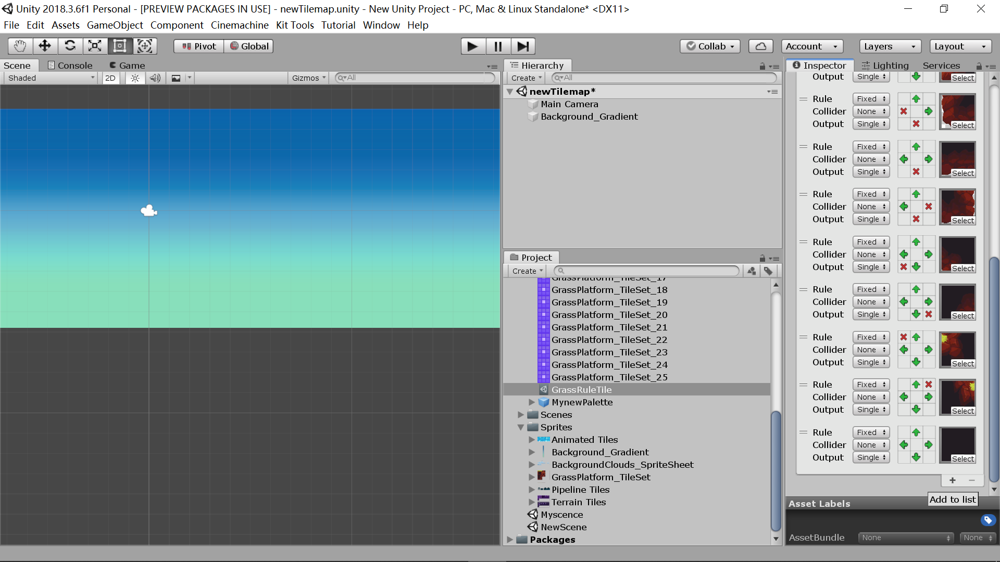 Unity 2018.3.6f1 Personal - [PREVIEW PACKAGES IN USE] - newTilemap.unity - New Unity Project - PC, Mac & Linux Standalone* <DX11>
File Edit Assets GameObject Component Cinemachine Kit Tools Tutorial Window Help
Pivot Global Collab Account Layers Layout
Scene Console Game
Shaded 2D Gizmos All
Hierarchy
Create All
newTilemap*
Main Camera
Background_Gradient
Project
Create
GrassPlatform_TileSet_17
GrassPlatform_TileSet_18
GrassPlatform_TileSet_19
GrassPlatform_TileSet_20
GrassPlatform_TileSet_21
GrassPlatform_TileSet_22
GrassPlatform_TileSet_23
GrassPlatform_TileSet_24
GrassPlatform_TileSet_25
GrassRuleTile
MynewPalette
Scenes
Sprites
Animated Tiles
Background_Gradient
BackgroundClouds_SpriteSheet
GrassPlatform_TileSet
Pipeline Tiles
Terrain Tiles
Myscence
NewScene
Packages
Inspector Lighting Services
Output Single Select
Rule Fixed
Collider None
Output Single Select
Rule Fixed
Collider None
Output Single Select
Rule Fixed
Collider None
Output Single Select
Rule Fixed
Collider None
Output Single Select
Rule Fixed
Collider None
Output Single Select
Rule Fixed
Collider None
Output Single Select
Rule Fixed
Collider None
Output Single Select
Rule Fixed
Collider None
Output Single Select
+ −
Add to list
Asset Labels
AssetBundle None None